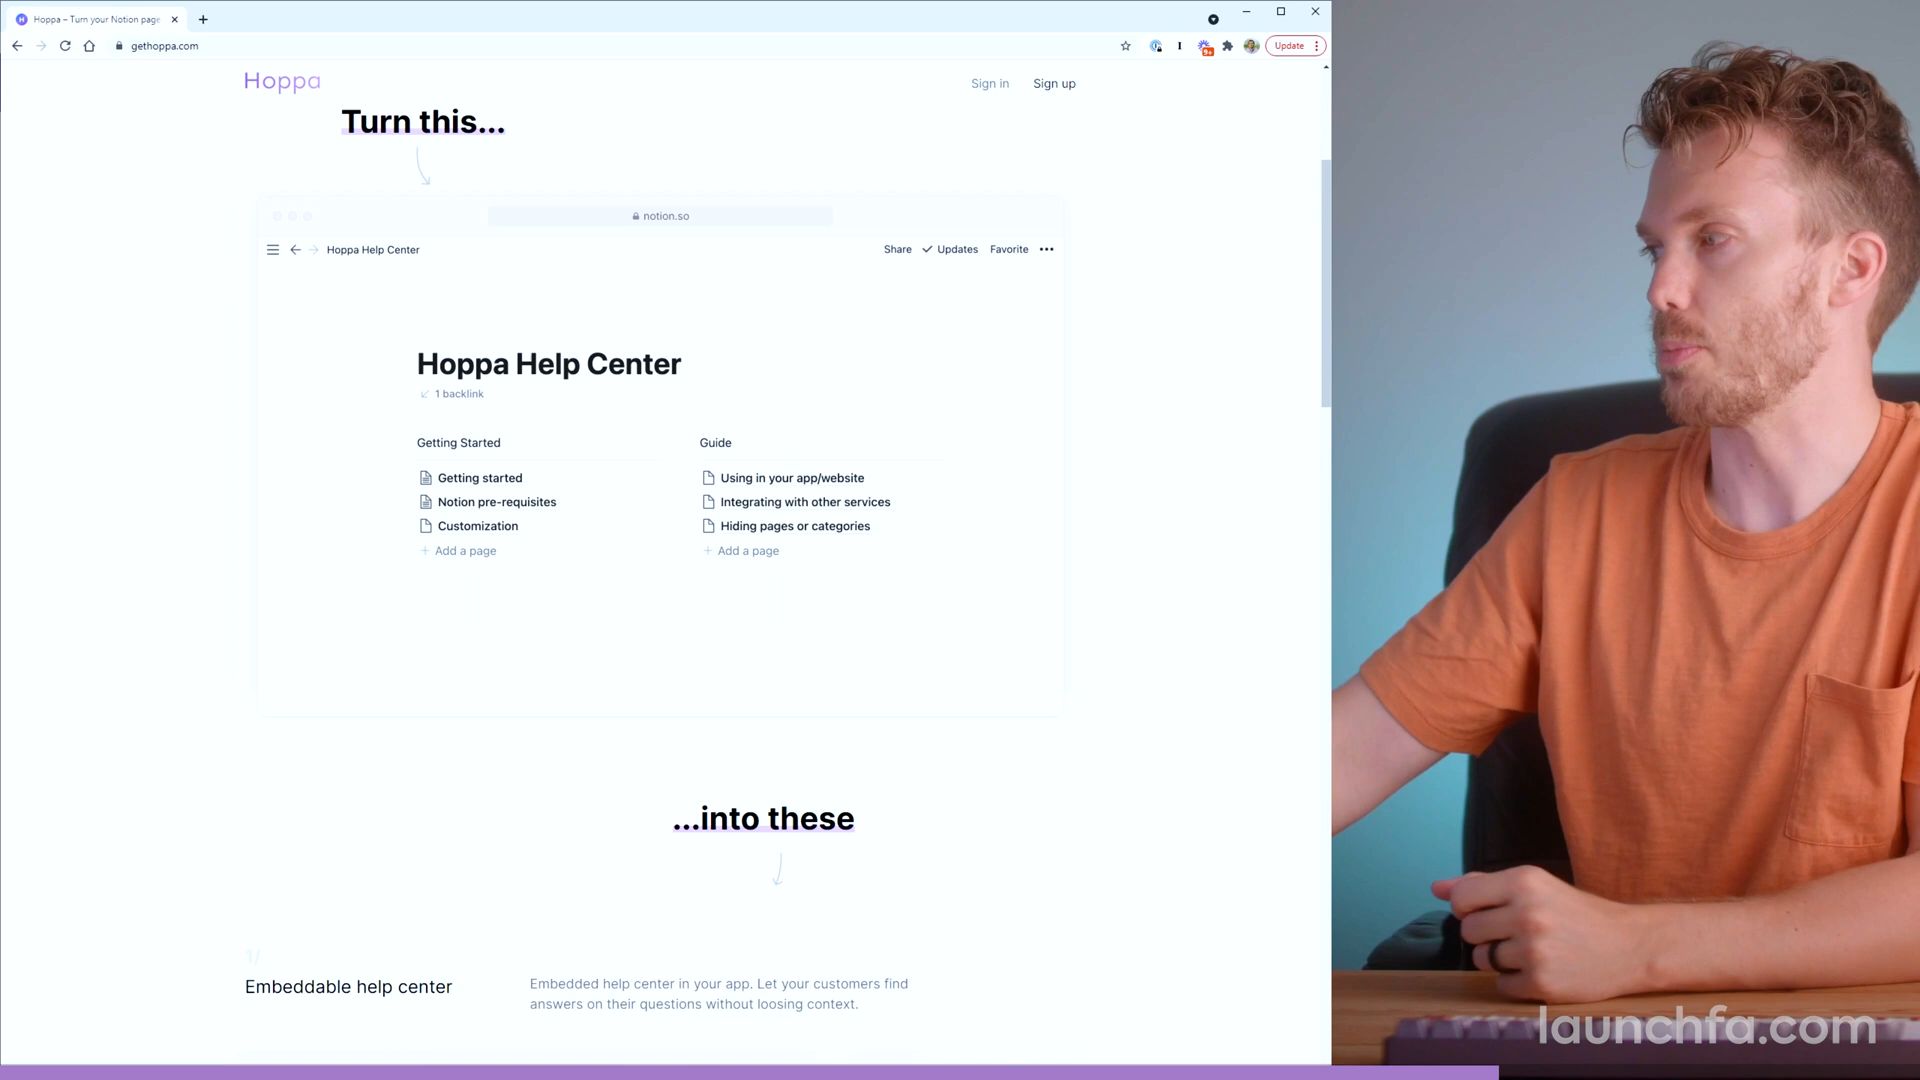 Hoppa – Turn your Notion page
gethoppa.com
9+
Update
Hoppa
Sign in
Sign up
Turn this...
notion.so
Hoppa Help Center
Share
Updates
Favorite
Hoppa Help Center
1 backlink
Getting Started
Guide
Getting started
Using in your app/website
Notion pre-requisites
Integrating with other services
Customization
Hiding pages or categories
Add a page
Add a page
...into these
1/
Embeddable help center
Embedded help center in your app. Let your customers find
answers on their questions without loosing context.
launchfa.com